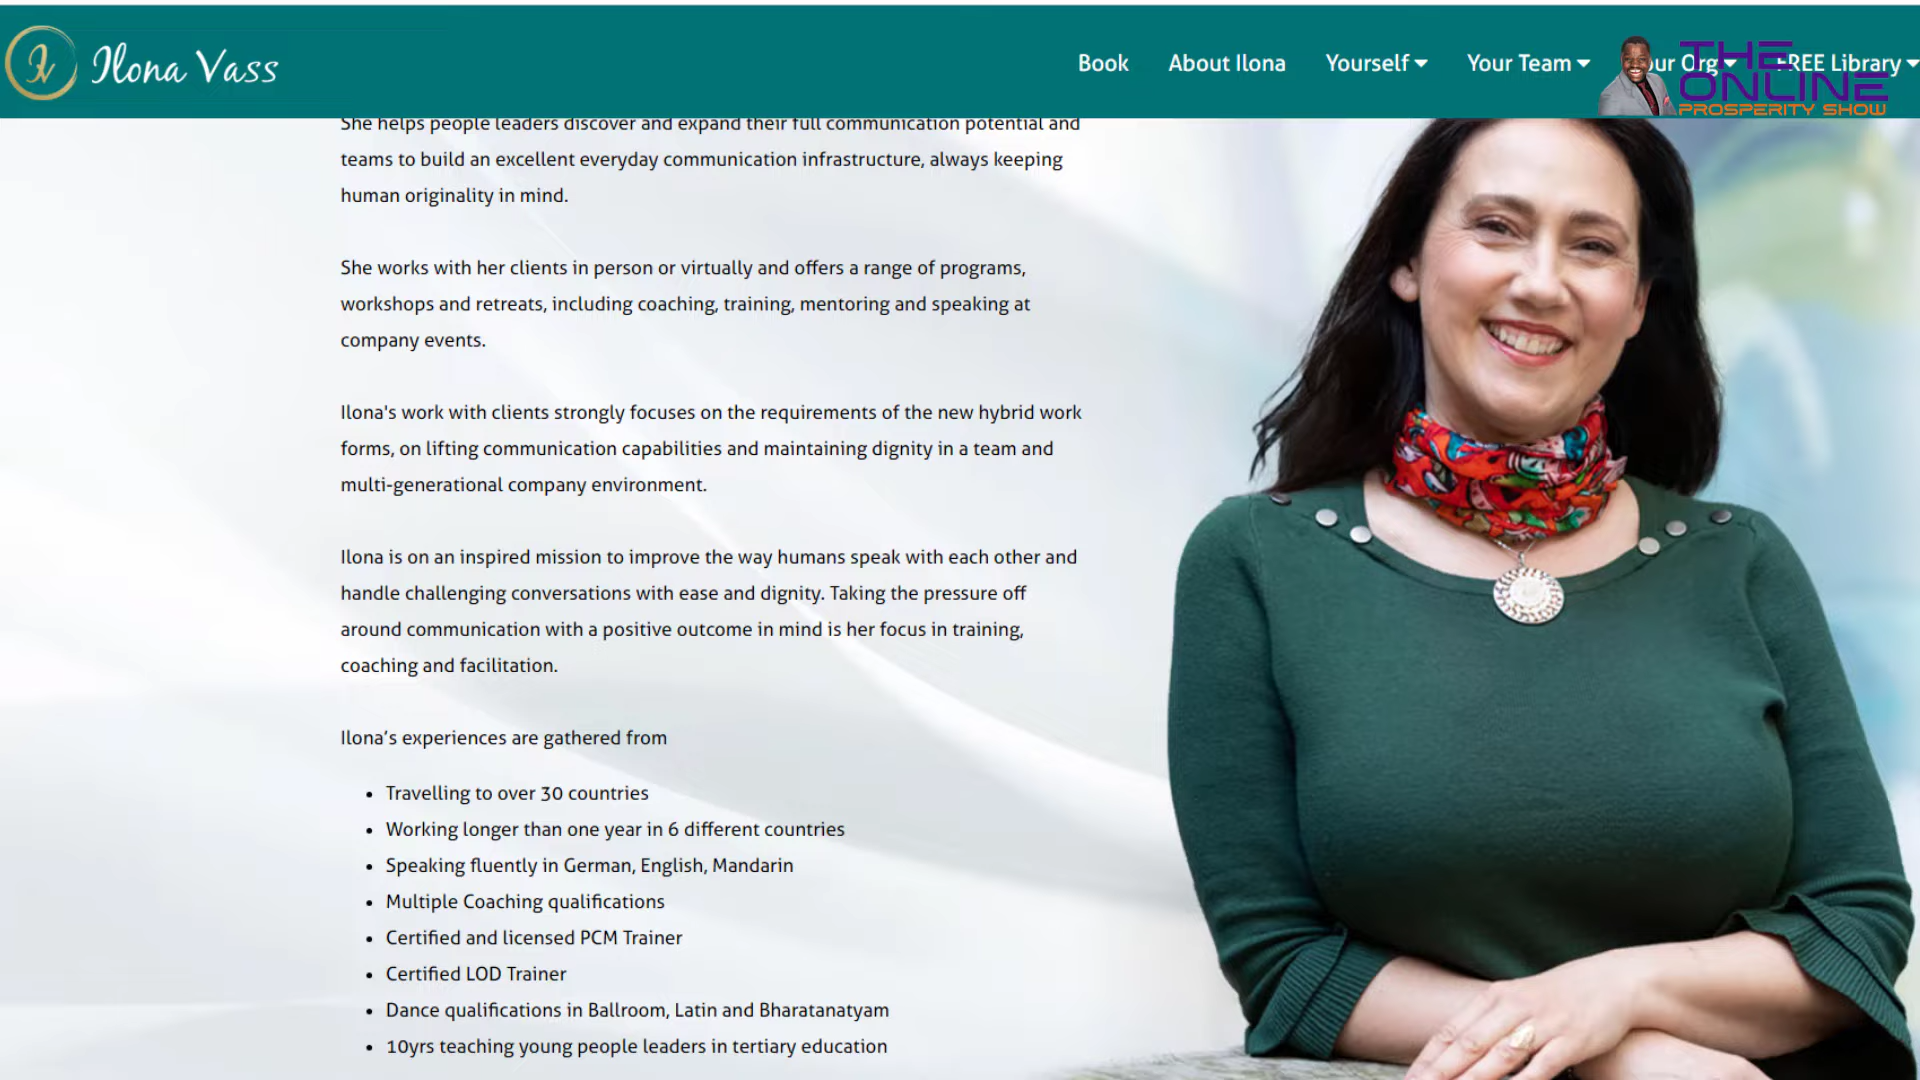 Ilona Vass
Book About Ilona Yourself Your Team our Org FREE Library
THE
ONLINE
PROSPERITY SHOW
She helps people leaders discover and expand their full communication potential and
teams to build an excellent everyday communication infrastructure, always keeping
human originality in mind.
She works with her clients in person or virtually and offers a range of programs,
workshops and retreats, including coaching, training, mentoring and speaking at
company events.
Ilona's work with clients strongly focuses on the requirements of the new hybrid work
forms, on lifting communication capabilities and maintaining dignity in a team and
multi-generational company environment.
Ilona is on an inspired mission to improve the way humans speak with each other and
handle challenging conversations with ease and dignity. Taking the pressure off
around communication with a positive outcome in mind is her focus in training,
coaching and facilitation.
Ilona’s experiences are gathered from
• Travelling to over 30 countries
• Working longer than one year in 6 different countries
• Speaking fluently in German, English, Mandarin
• Multiple Coaching qualifications
• Certified and licensed PCM Trainer
• Certified LOD Trainer
• Dance qualifications in Ballroom, Latin and Bharatanatyam
• 10yrs teaching young people leaders in tertiary education